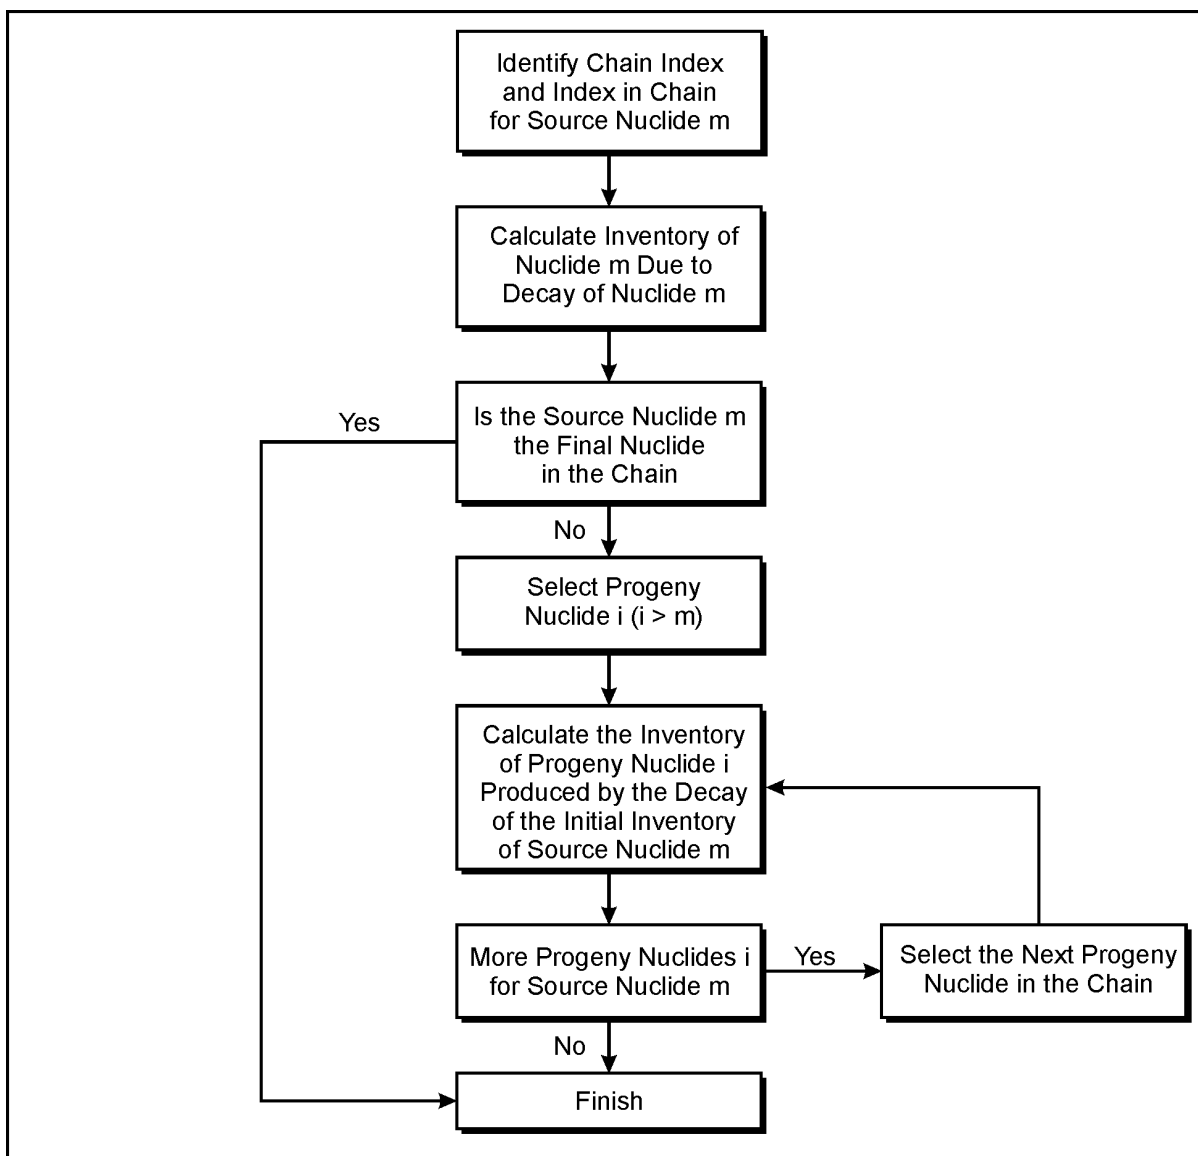 Identify Chain Index
and Index in Chain
for Source Nuclide m
Calculate Inventory of
Nuclide m Due to
Decay of Nuclide m
Is the Source Nuclide m
the Final Nuclide
in the Chain
Yes
No
Select Progeny
Nuclide i (i > m)
Calculate the Inventory
of Progeny Nuclide i
Produced by the Decay
of the Initial Inventory
of Source Nuclide m
More Progeny Nuclides i
for Source Nuclide m
Yes
Select the Next Progeny
Nuclide in the Chain
No
Finish